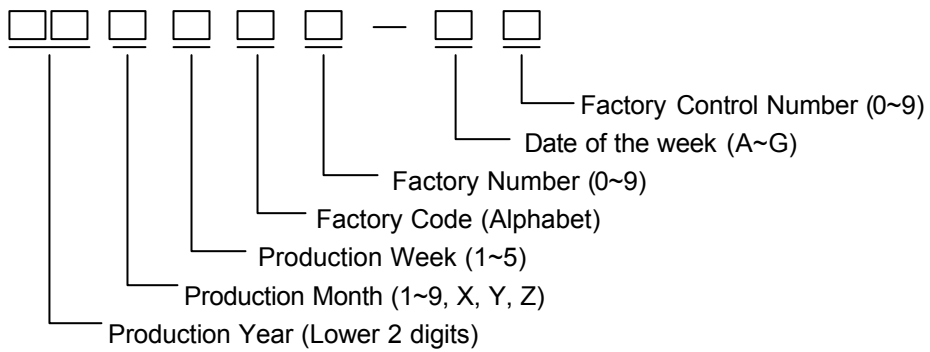 Factory Control Number (0~9)
Date of the week (A~G)
Factory Number (0~9)
Factory Code (Alphabet)
Production Week (1~5)
Production Month (1~9, X, Y, Z)
Production Year (Lower 2 digits)